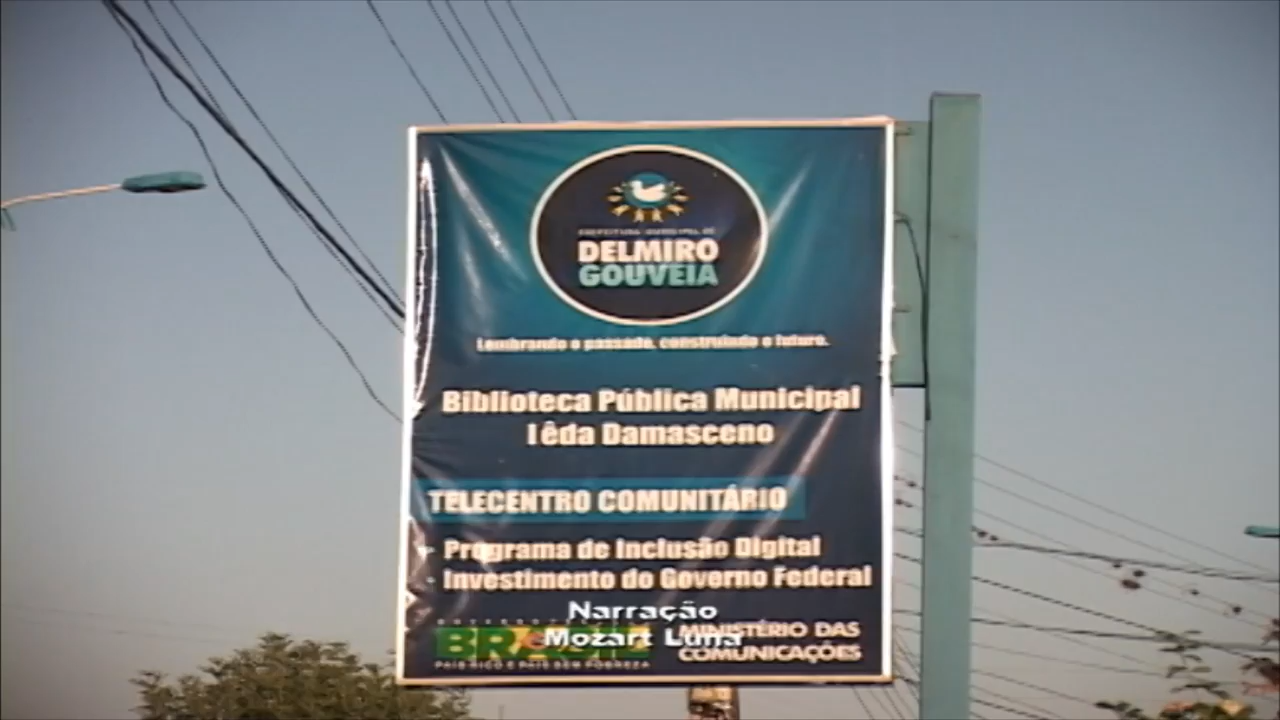 PREFEITURA MUNICIPAL DE
DELMIRO
GOUVEIA
Lembrando o passado, construindo o futuro.
Biblioteca Pública Municipal
Iêda Damasceno
TELECENTRO COMUNITÁRIO
Programa de Inclusão Digital
Investimento do Governo Federal
Narração
Mozart Luna
BRASIL
PAÍS RICO É PAÍS SEM POBREZA
MINISTÉRIO DAS
COMUNICAÇÕES